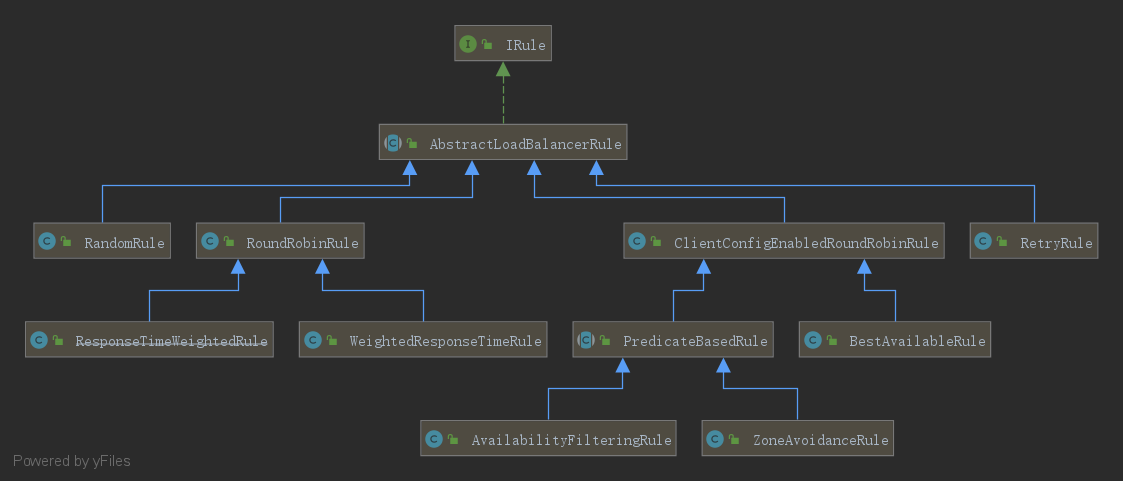 IRule
AbstractLoadBalancerRule
RandomRule
RoundRobinRule
ClientConfigEnabledRoundRobinRule
RetryRule
ResponseTimeWeightedRule
WeightedResponseTimeRule
PredicateBasedRule
BestAvailableRule
AvailabilityFilteringRule
ZoneAvoidanceRule
Powered by yFiles